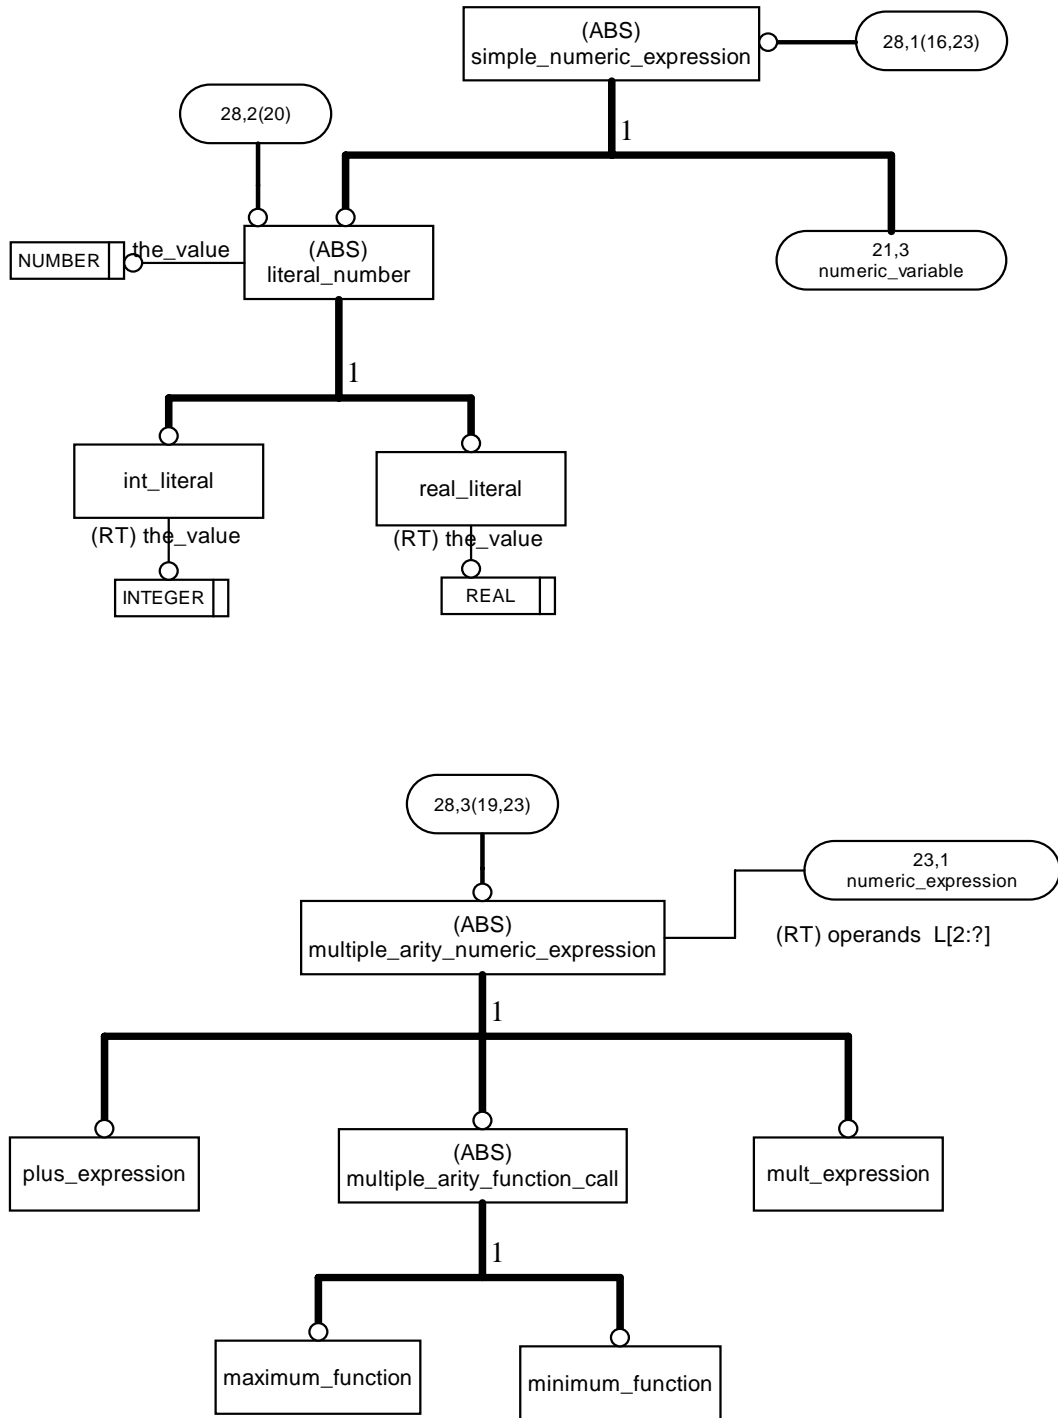 (ABS)
simple_numeric_expression
28,1(16,23)
28,2(20)
1
NUMBER
the_value
(ABS)
literal_number
21,3
numeric_variable
1
int_literal
real_literal
(RT) the_value
(RT) the_value
INTEGER
REAL
28,3(19,23)
23,1
numeric_expression
(ABS)
multiple_arity_numeric_expression
(RT) operands L[2:?]
1
plus_expression
(ABS)
multiple_arity_function_call
mult_expression
1
maximum_function
minimum_function